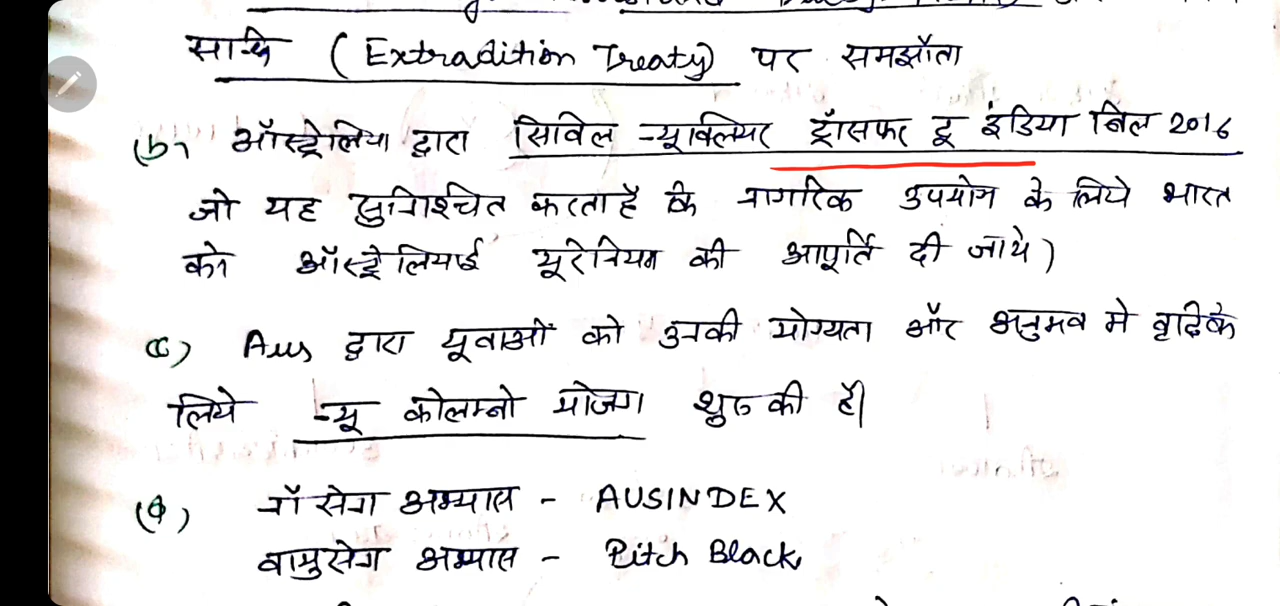 सान्धि (Extradition Treaty) पर समझौता
(b) ऑस्ट्रेलिया द्वारा सिविल न्यूक्लियर ट्रॉंसफर टू इंडिया बिल 2016
जो यह सुनिश्चित करता है कि नागरिक उपयोग के लिये भारत
को ऑस्ट्रेलियाई यूरेनियम की आपूर्ति दी जाये)
(c) Aus द्वारा यूवाओं को उनकी योग्यता और अनुभव मे वृद्धि के
लिये न्यू कोलम्बो योजना शुरु की है।
(d) नौ सेना अभ्यास - AUSINDEX
वायुसेना अभ्यास - Pitch Black